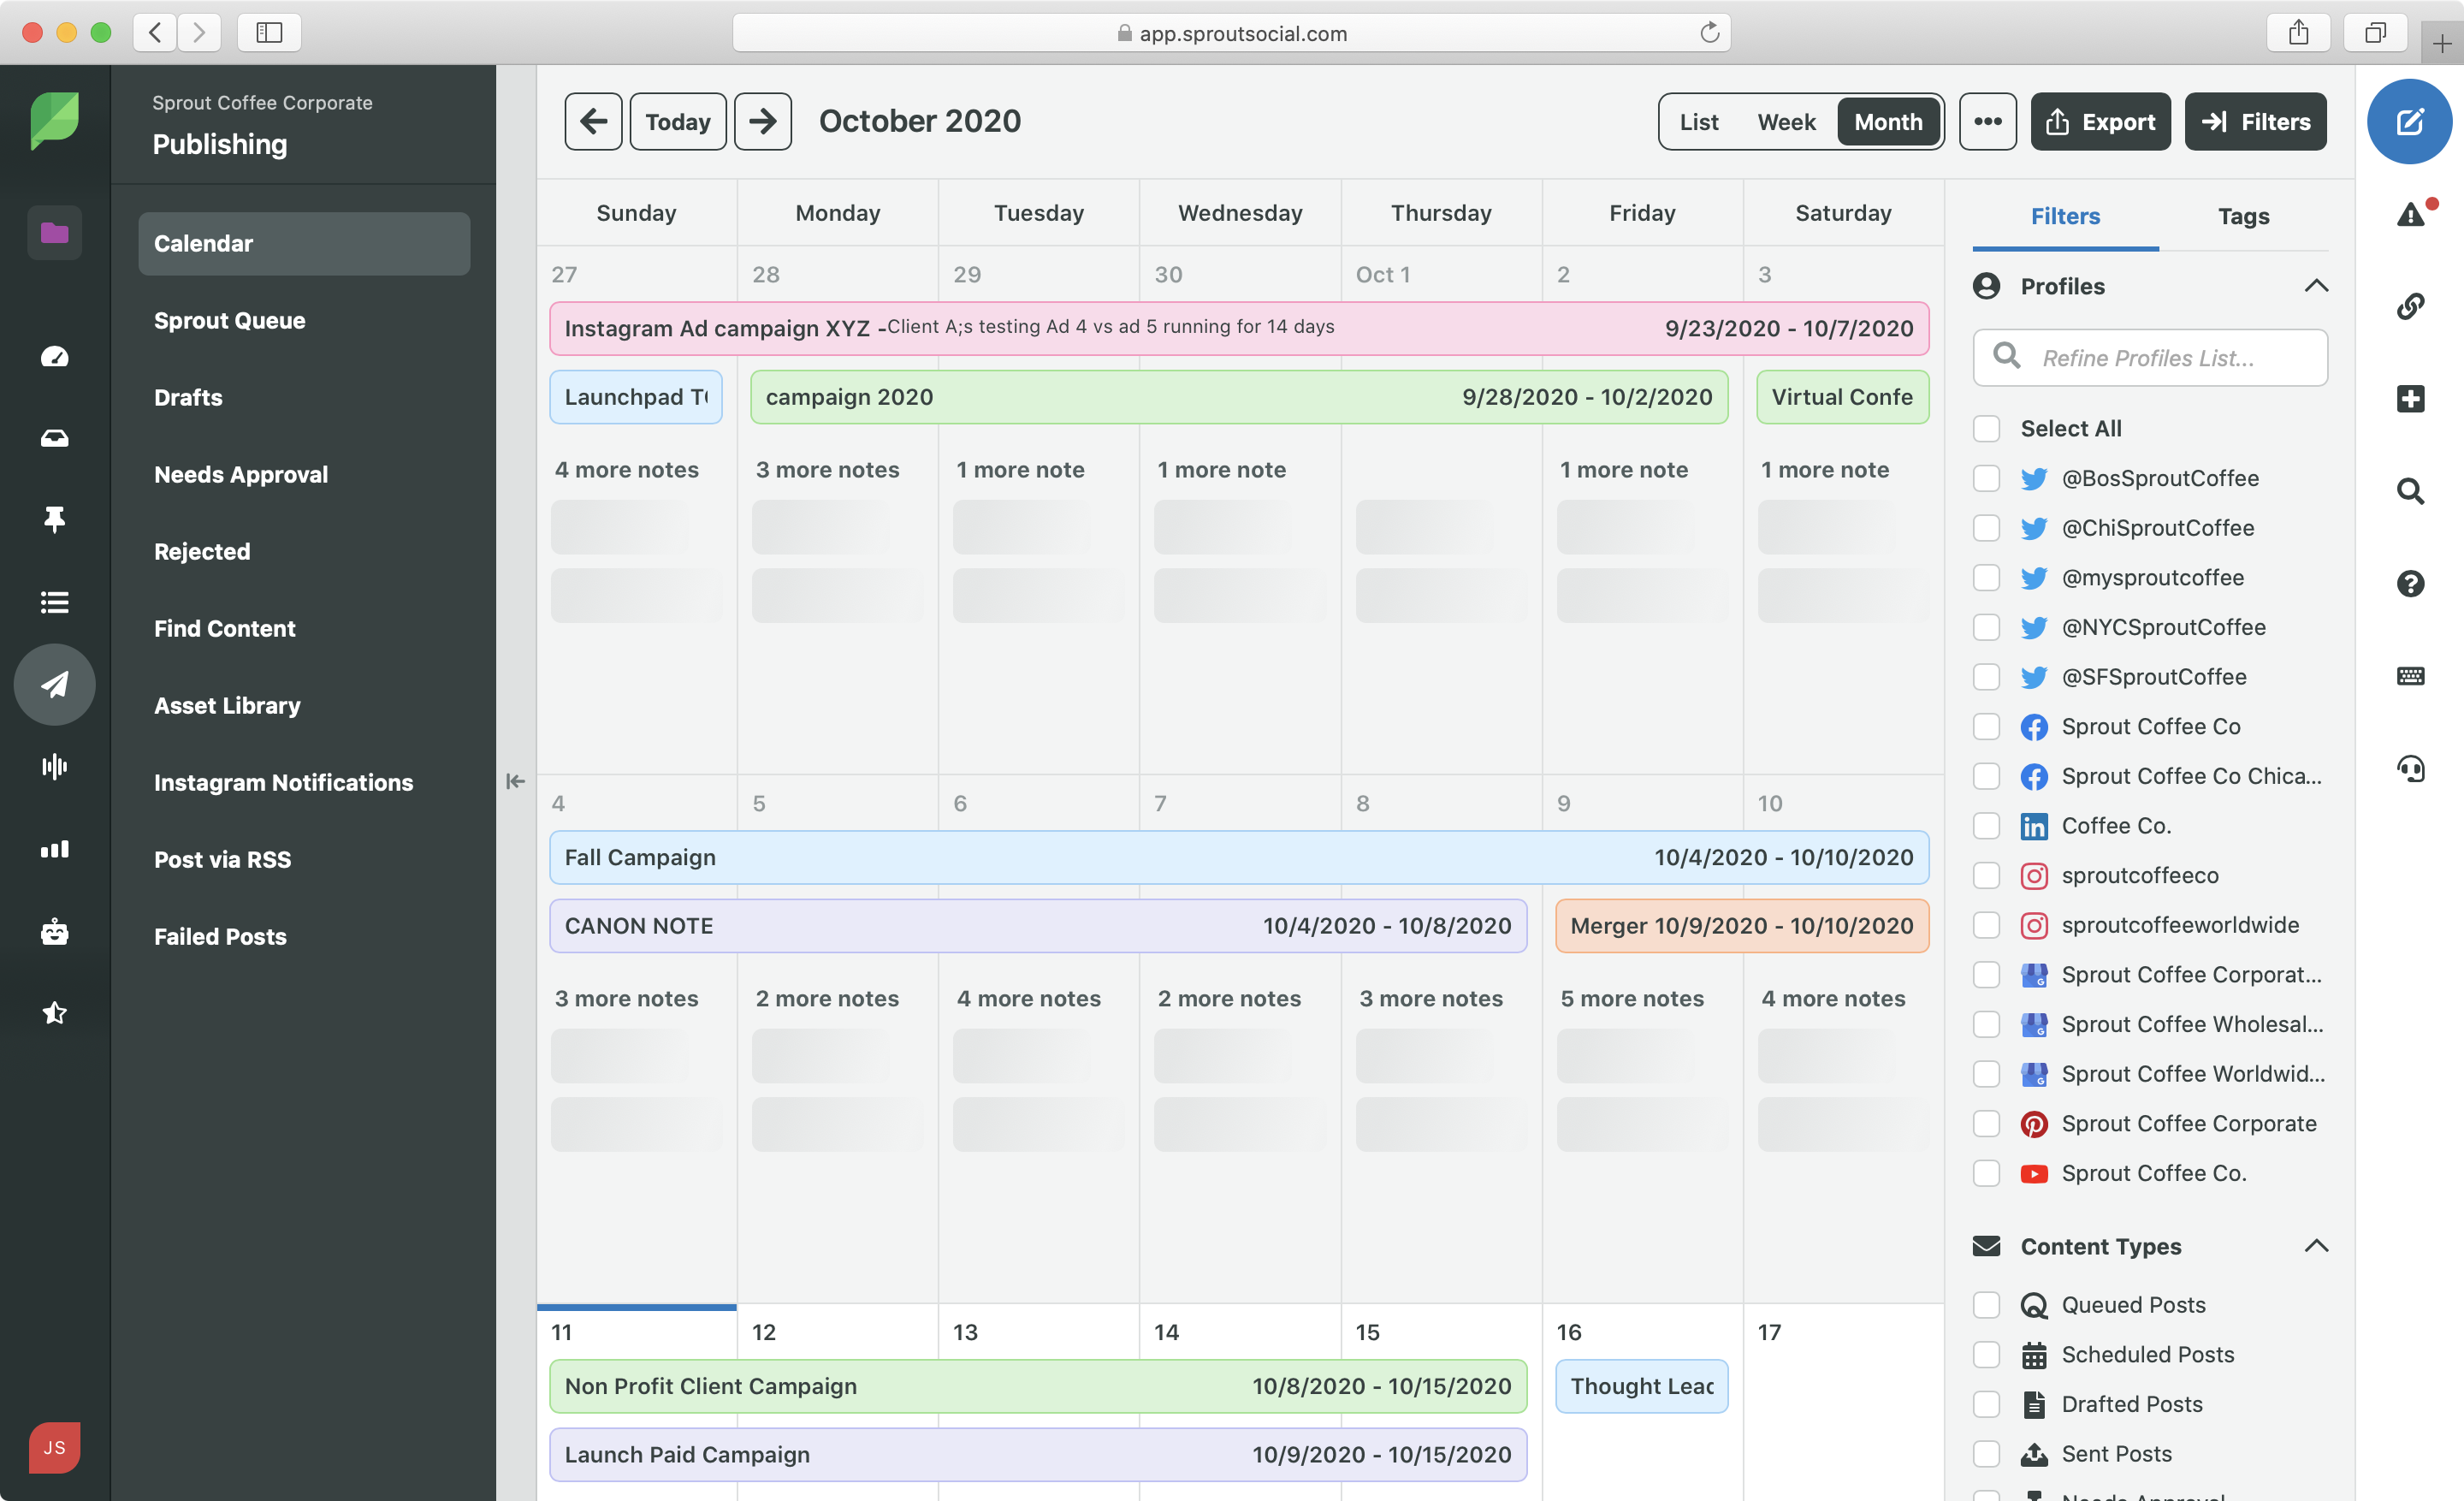 app.sproutsocial.com
Sprout Coffee Corporate
Publishing
Calendar
Sprout Queue
Drafts
Needs Approval
Rejected
Find Content
Asset Library
Instagram Notifications
Post via RSS
Failed Posts
JS
Today
October 2020
List Week Month ••• Export Filters
Sunday Monday Tuesday Wednesday Thursday Friday Saturday
27 28 29 30 Oct 1 2 3
Instagram Ad campaign XYZ -Client A;s testing Ad 4 vs ad 5 running for 14 days 9/23/2020 - 10/7/2020
Launchpad campaign 2020 9/28/2020 - 10/2/2020 Virtual Confe
4 more notes 3 more notes 1 more note 1 more note 1 more note 1 more note
4 5 6 7 8 9 10
Fall Campaign 10/4/2020 - 10/10/2020
CANON NOTE 10/4/2020 - 10/8/2020 Merger 10/9/2020 - 10/10/2020
3 more notes 2 more notes 4 more notes 2 more notes 3 more notes 5 more notes 4 more notes
11 12 13 14 15 16 17
Non Profit Client Campaign 10/8/2020 - 10/15/2020 Thought
Launch Paid Campaign 10/9/2020 - 10/15/2020
Filters Tags
Profiles
Refine Profiles List...
Select All
@BosSproutCoffee
@ChiSproutCoffee
@mysproutcoffee
@NYCSproutCoffee
@SFSproutCoffee
Sprout Coffee Co
Sprout Coffee Co Chica...
Coffee Co.
sproutcoffeeco
sproutcoffeeworldwide
Sprout Coffee Corporat...
Sprout Coffee Wholesal...
Sprout Coffee Worldwid...
Sprout Coffee Corporate
Sprout Coffee Co.
Content Types
Queued Posts
Scheduled Posts
Drafted Posts
Sent Posts